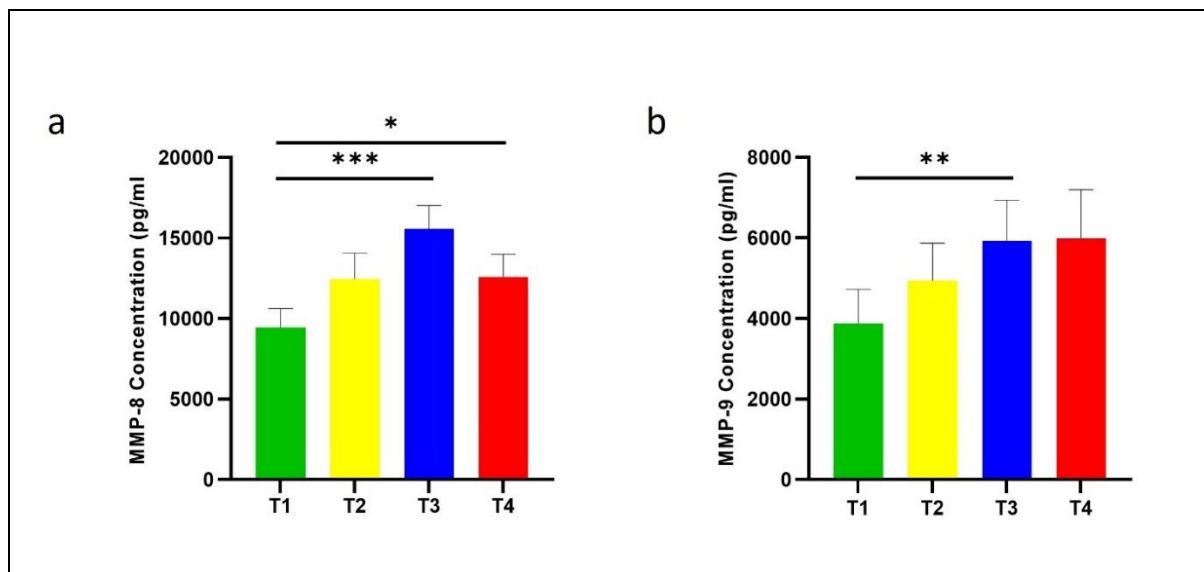 a
*
***
MMP-8 Concentration (pg/ml)
20000
15000
10000
5000
0
T1 T2 T3 T4
b
**
MMP-9 Concentration (pg/ml)
8000
6000
4000
2000
0
T1 T2 T3 T4